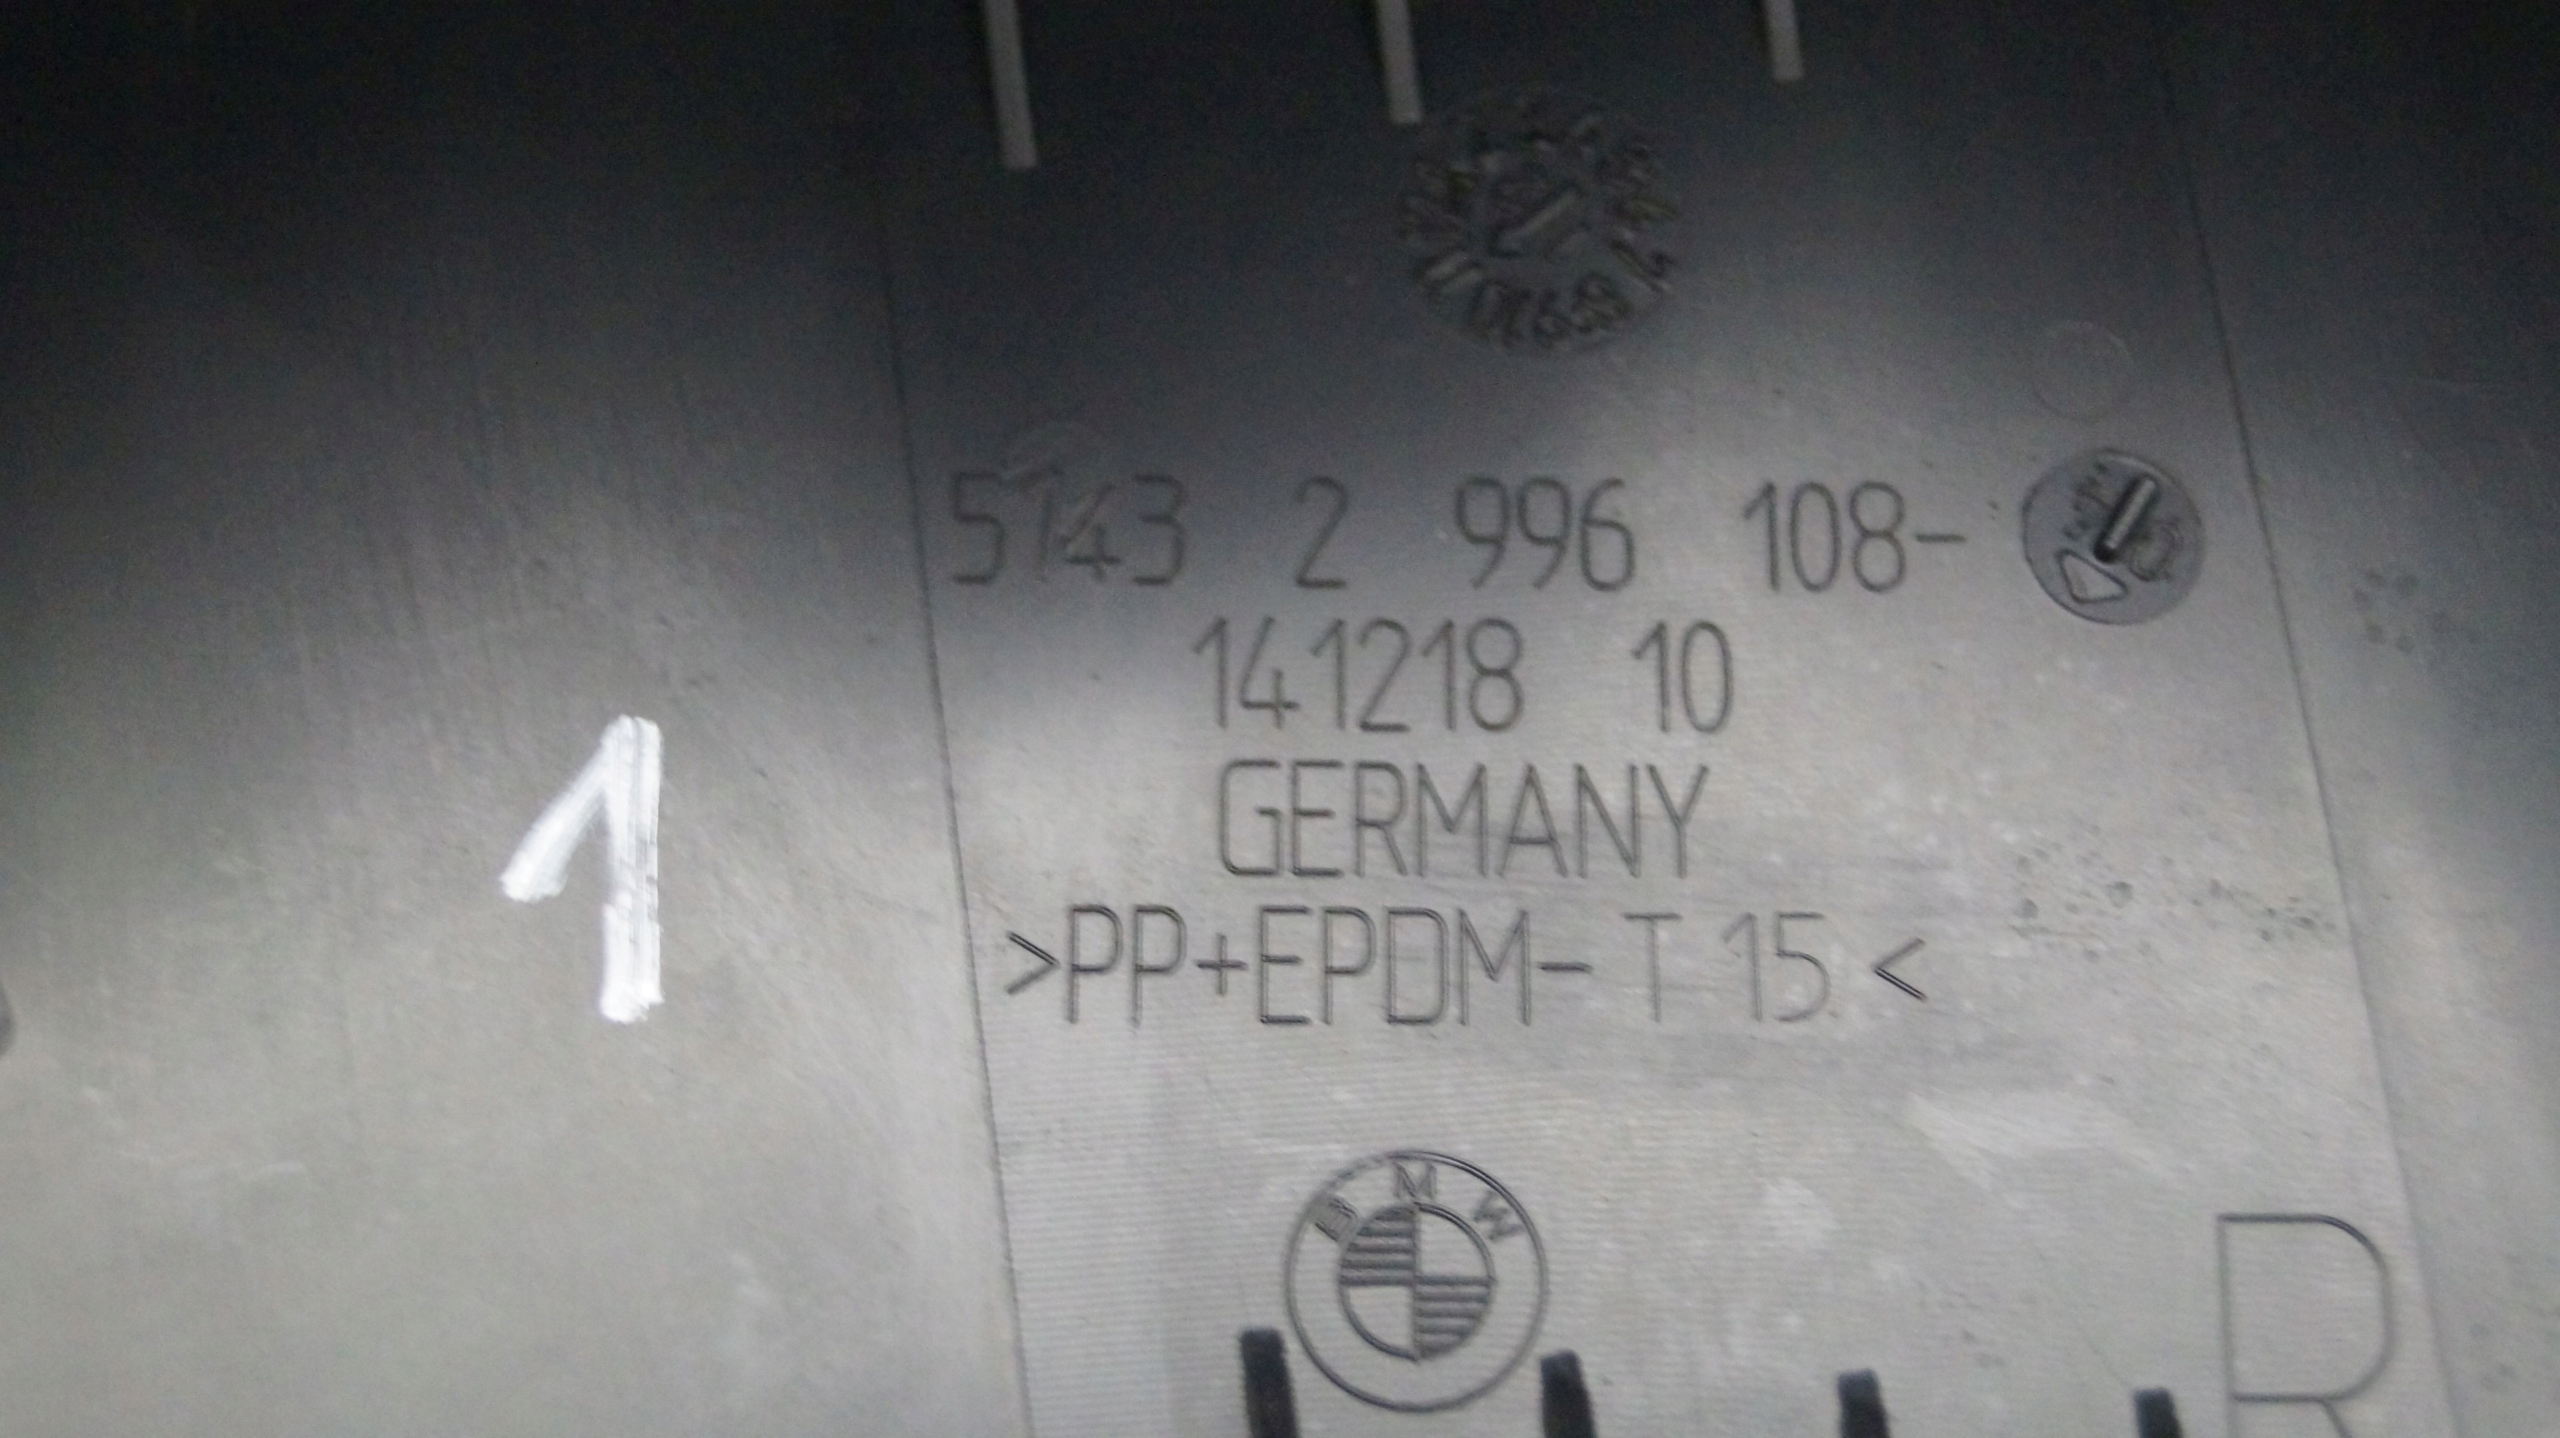 5143 2 996 108-
141218 10
GERMANY
>PP+EPDM- T 15 <
1
BMW
R